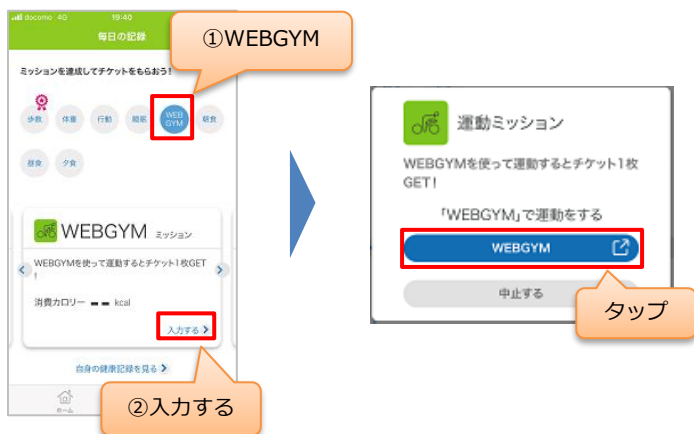 docomo 4G 19:40
毎日の記録
①WEBGYM
ミッションを達成してチケットをもらおう!
歩数 体重 行動 睡眠 WEB GYM 朝食
昼食 夕食
WEBGYM ミッション
WEBGYMを使って運動するとチケット1枚GET
!
消費カロリー -- kcal
入力する
自身の健康記録を見る
ホーム
②入力する
運動ミッション
WEBGYMを使って運動するとチケット1枚
GET!
「WEBGYM」で運動をする
WEBGYM
中止する
タップ